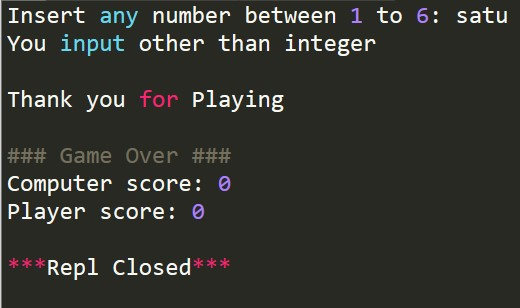 Insert any number between 1 to 6: satu
You input other than integer
Thank you for Playing
### Game Over ###
Computer score: 0
Player score: 0
***Repl Closed***